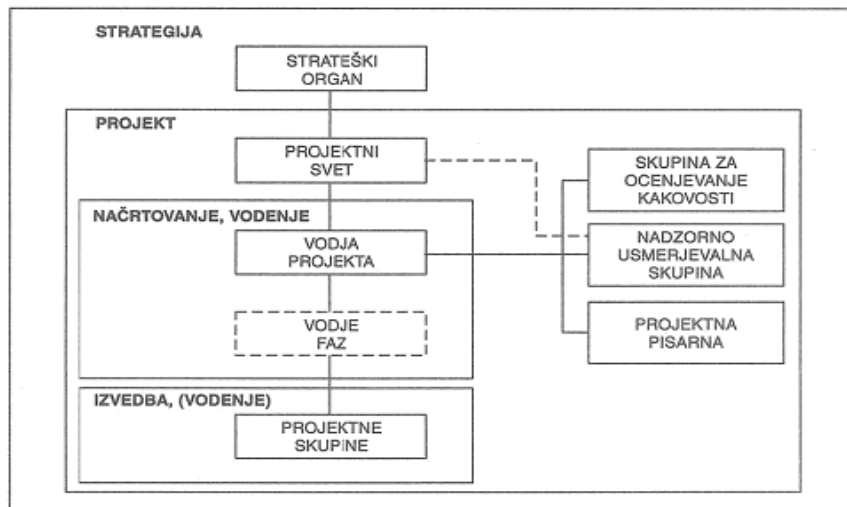 STRATEGIJA
STRATEŠKI
ORGAN
PROJEKT
PROJEKTNI
SVET
SKUPINA ZA
OCENJEVANJE
KAKOVOSTI
NAČRTOVANJE, VODENJE
VODJA
PROJEKTA
NADZORNO
USMERJEVALNA
SKUPINA
VODJE
FAZ
PROJEKTNA
PISARNA
IZVEDBA, (VODENJE)
PROJEKTNE
SKUPINE